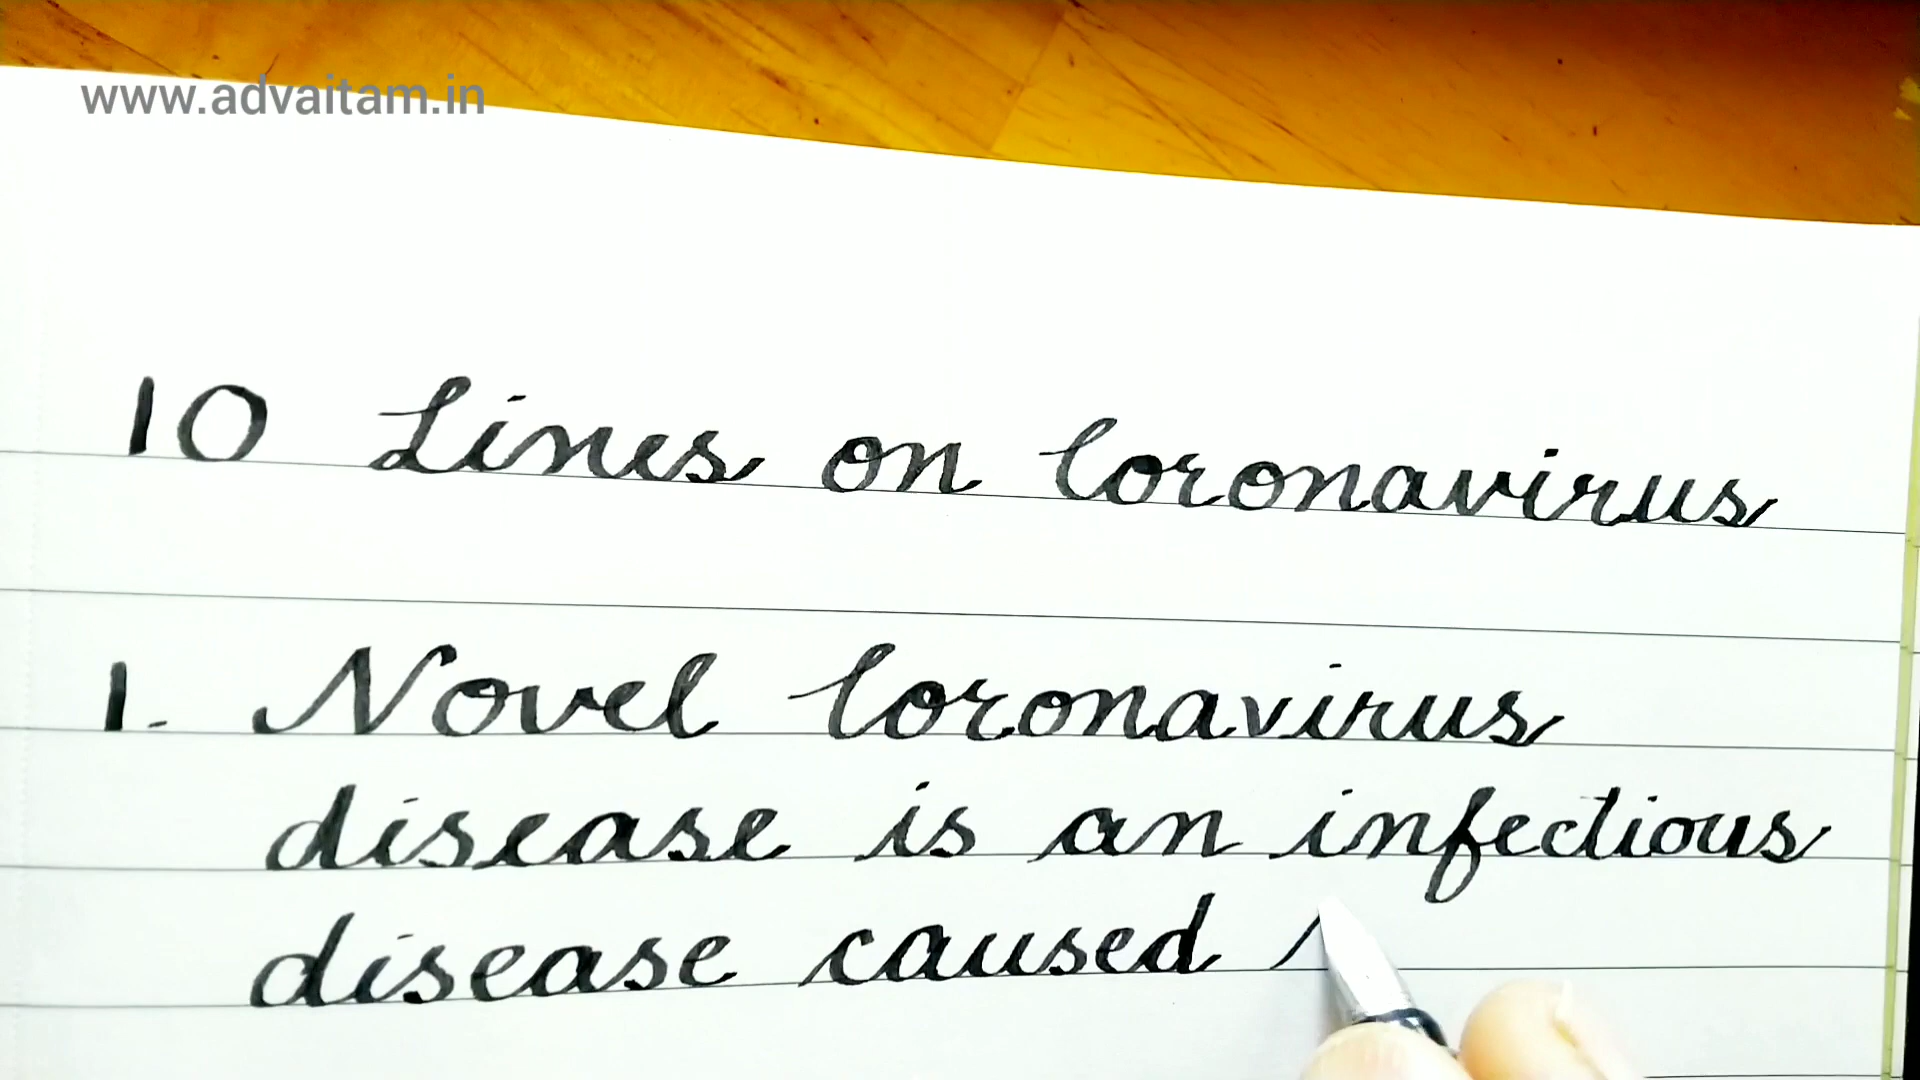 www.advaitam.in
10 Lines on Coronavirus
1. Novel Coronavirus
disease is an infectious
disease caused